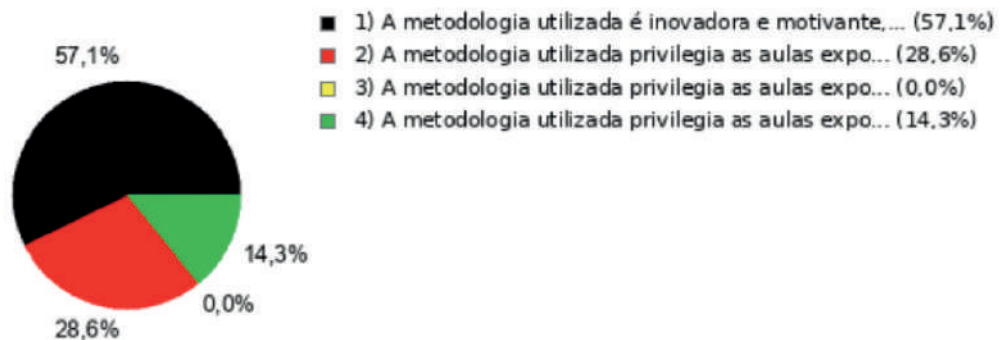 1) A metodologia utilizada é inovadora e motivante,... (57,1%)
2) A metodologia utilizada privilegia as aulas expo... (28,6%)
3) A metodologia utilizada privilegia as aulas expo... (0,0%)
4) A metodologia utilizada privilegia as aulas expo... (14,3%)
57,1%
14,3%
0,0%
28,6%